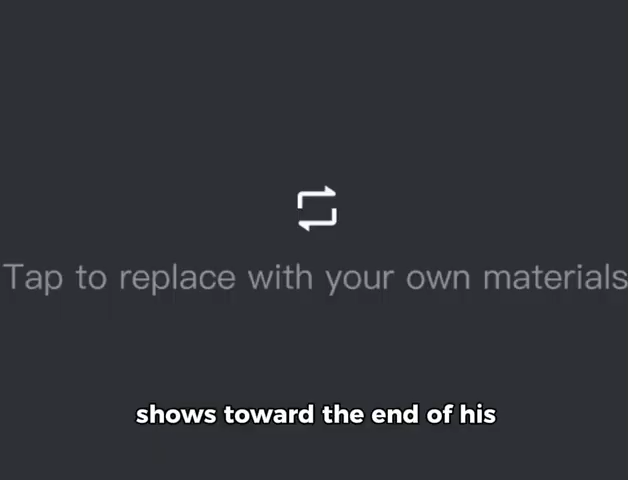 Tap to replace with your own materials
shows toward the end of his